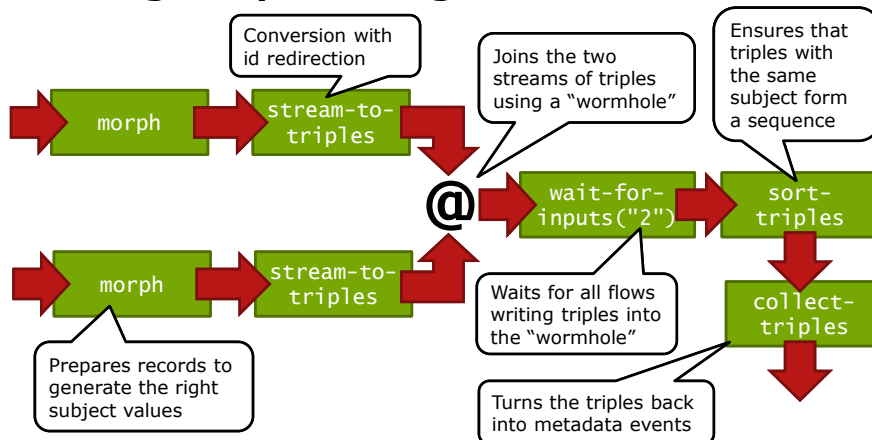 Conversion with
id redirection
Joins the two
streams of triples
using a “wormhole”
Ensures that
triples with
the same
subject form
a sequence
morph
stream-to-
triples
@
wait-for-
inputs("2")
sort-
triples
morph
stream-to-
triples
collect-
triples
Waits for all flows
writing triples into
the “wormhole”
Prepares records to
generate the right
subject values
Turns the triples back
into metadata events